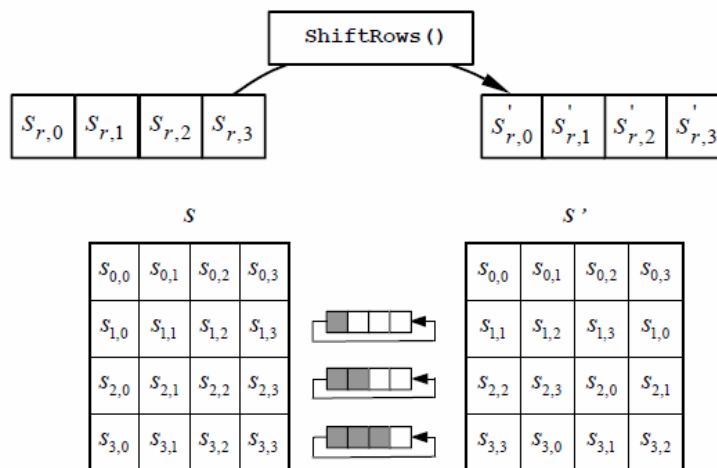 ShiftRows()
S_{r,0} S_{r,1} S_{r,2} S_{r,3} S'_{r,0} S'_{r,1} S'_{r,2} S'_{r,3}
S S'
S_{0,0} S_{0,1} S_{0,2} S_{0,3} S_{0,0} S_{0,1} S_{0,2} S_{0,3}
S_{1,0} S_{1,1} S_{1,2} S_{1,3} S_{1,1} S_{1,2} S_{1,3} S_{1,0}
S_{2,0} S_{2,1} S_{2,2} S_{2,3} S_{2,2} S_{2,3} S_{2,0} S_{2,1}
S_{3,0} S_{3,1} S_{3,2} S_{3,3} S_{3,3} S_{3,0} S_{3,1} S_{3,2}